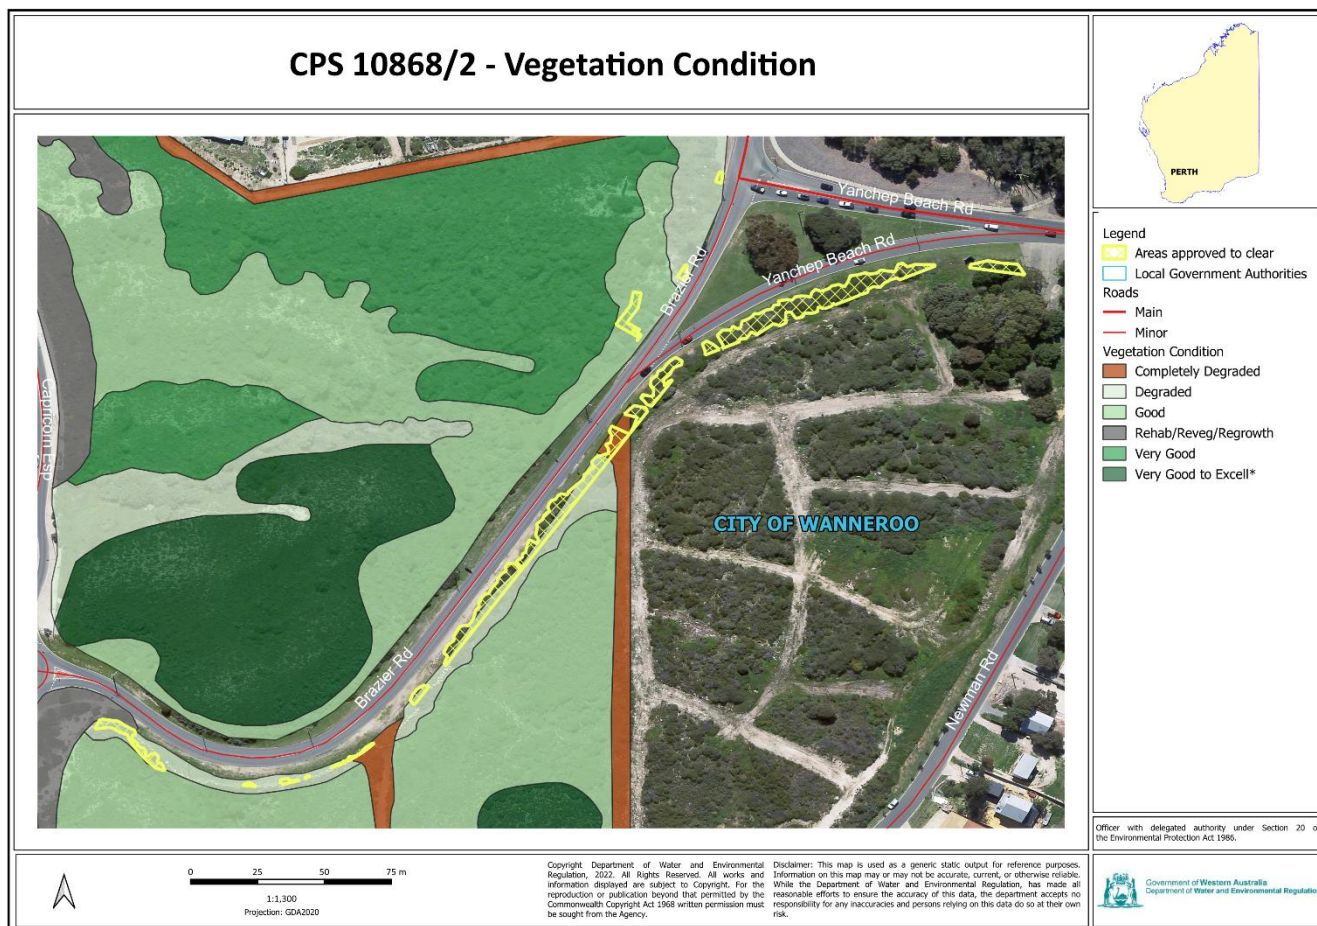 CPS 10868/2 - Vegetation Condition
PERTH
Legend
Areas approved to clear
Local Government Authorities
Roads
Main
Minor
Vegetation Condition
Completely Degraded
Degraded
Good
Rehab/Reveg/Regrowth
Very Good
Very Good to Excell*
Yanchep Beach Rd
Yanchep Beach Rd
Brazier Rd
Capricorn Esp
CITY OF WANNEROO
Brazier Rd
Newman Rd
Officer with delegated authority under Section 20 o
the Environmental Protection Act 1986.
0 25 50 75 m
1:1,300
Projection: GDA2020
Copyright Department of Water and Environmental
Regulation, 2022. All Rights Reserved. All works and
information displayed are subject to Copyright. For the
reproduction or publication beyond that permitted by the
Commonwealth Copyright Act 1968 written permission must
be sought from the Agency.
Disclaimer: This map is used as a generic static output for reference purposes.
Information on this map may or may not be accurate, current, or otherwise reliable.
While the Department of Water and Environmental Regulation, has made all
reasonable efforts to ensure the accuracy of this data, the department accepts no
responsibility for any inaccuracies and persons relying on this data do so at their own
risk.
Government of Western Australia
Department of Water and Environmental Regulation